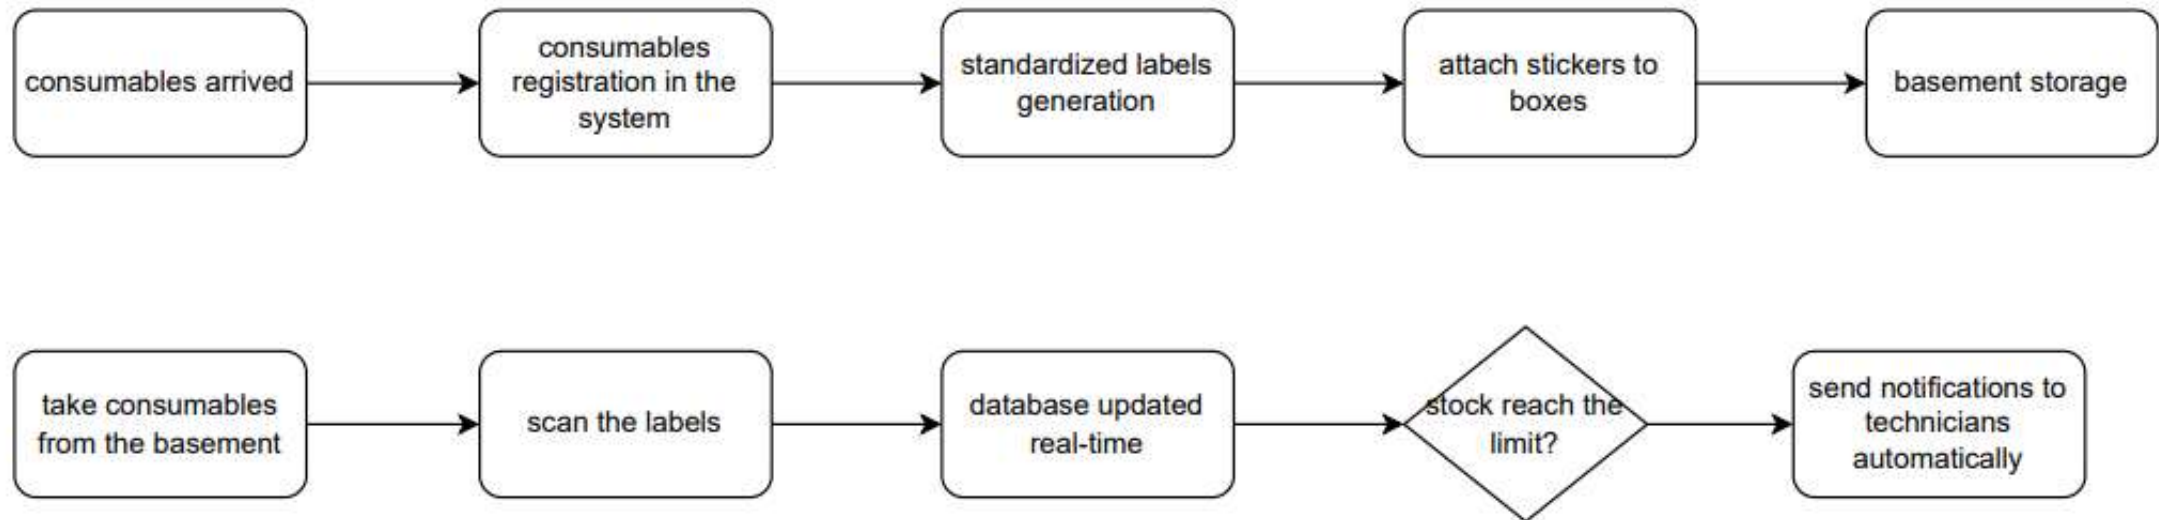 consumables arrived
consumables
registration in the
system
standardized labels
generation
attach stickers to
boxes
basement storage
take consumables
from the basement
scan the labels
database updated
real-time
stock reach the
limit?
send notifications to
technicians
automatically